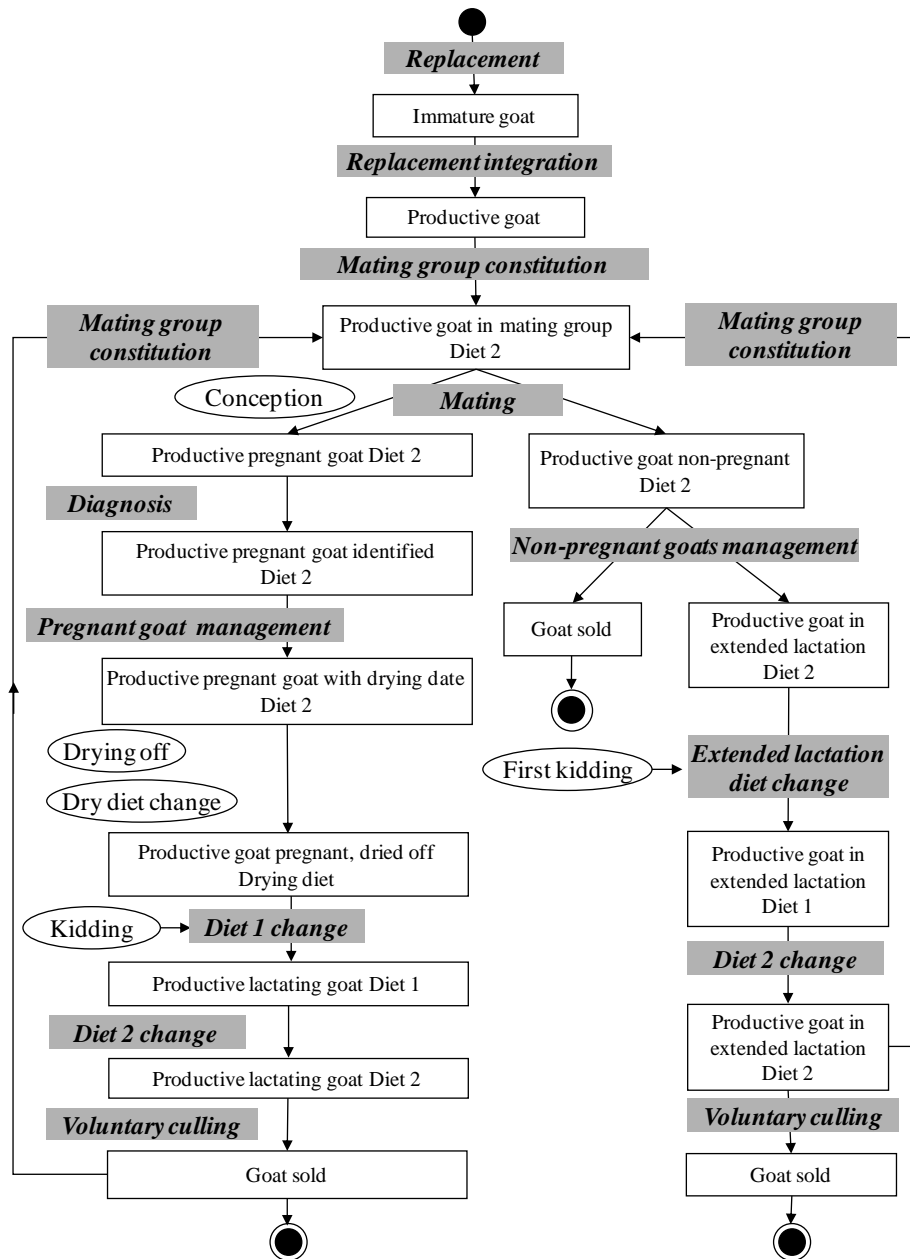 Replacement
Immature goat
Replacement integration
Productive goat
Mating group constitution
Mating group
constitution
Productive goat in mating group
Diet 2
Mating group
constitution
Conception
Mating
Productive pregnant goat Diet 2
Productive goat non-pregnant
Diet 2
Diagnosis
Productive pregnant goat identified
Diet 2
Non-pregnant goats management
Pregnant goat management
Goat sold
Productive goat in
extended lactation
Diet 2
Productive pregnant goat with drying date
Diet 2
Drying off
Dry diet change
First kidding
Extended lactation
diet change
Productive goat pregnant, dried off
Drying diet
Productive goat in
extended lactation
Diet 1
Kidding
Diet 1 change
Diet 2 change
Productive lactating goat Diet 1
Diet 2 change
Productive goat in
extended lactation
Diet 2
Productive lactating goat Diet 2
Voluntary culling
Voluntary culling
Goat sold
Goat sold